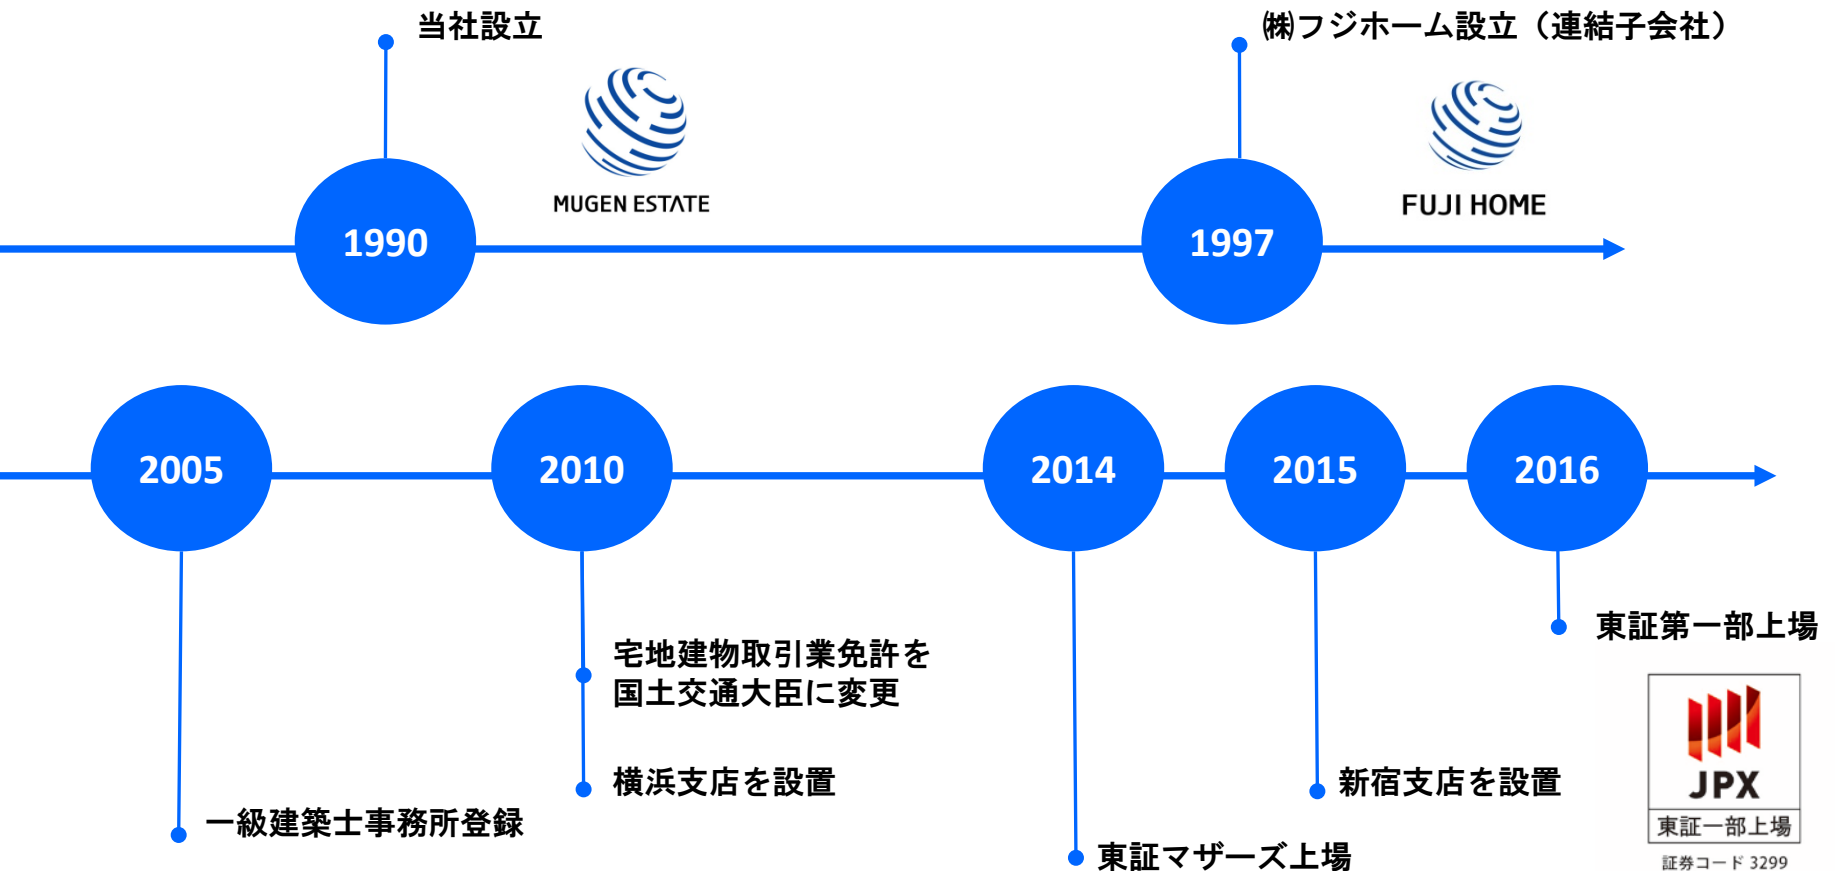 当社設立
㈱フジホーム設立（連結子会社）
MUGEN ESTATE
FUJI HOME
1990
1997
2005
2010
2014
2015
2016
東証第一部上場
宅地建物取引業免許を
国土交通大臣に変更
横浜支店を設置
新宿支店を設置
一級建築士事務所登録
東証マザーズ上場
JPX
東証一部上場
証券コード 3299